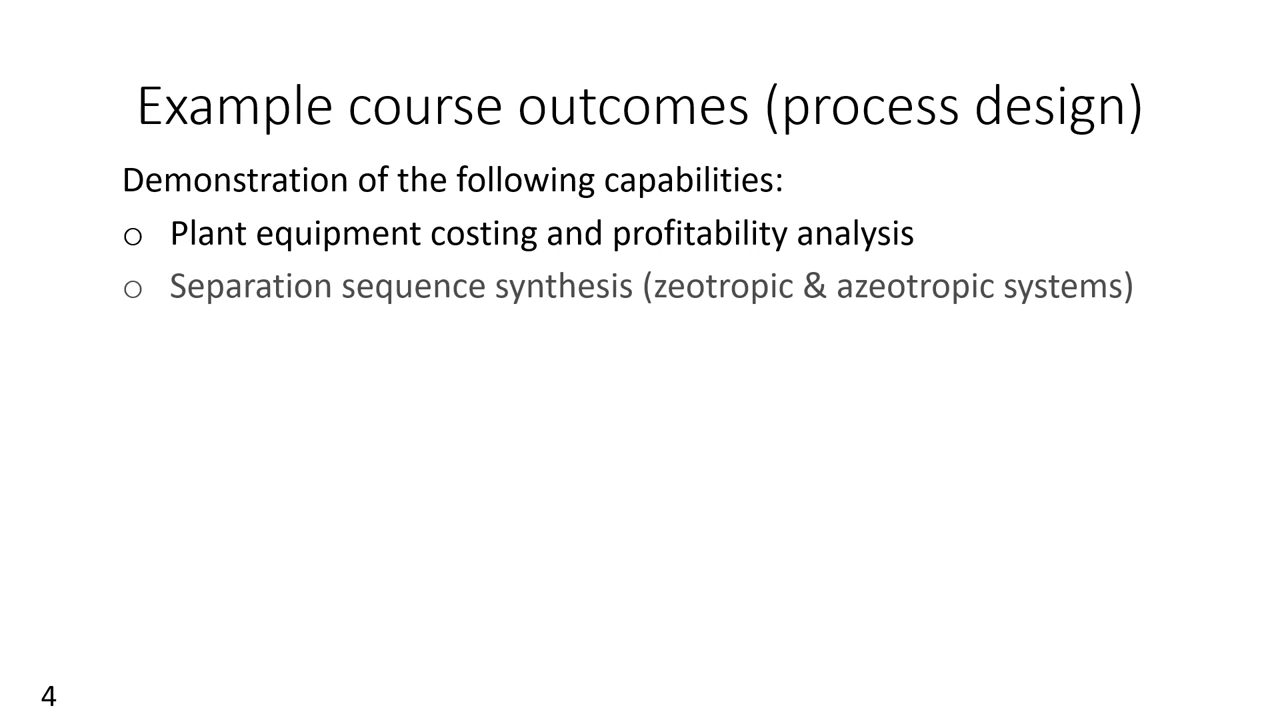 Example course outcomes (process design)
Demonstration of the following capabilities:
o Plant equipment costing and profitability analysis
o Separation sequence synthesis (zeotropic & azeotropic systems)
4